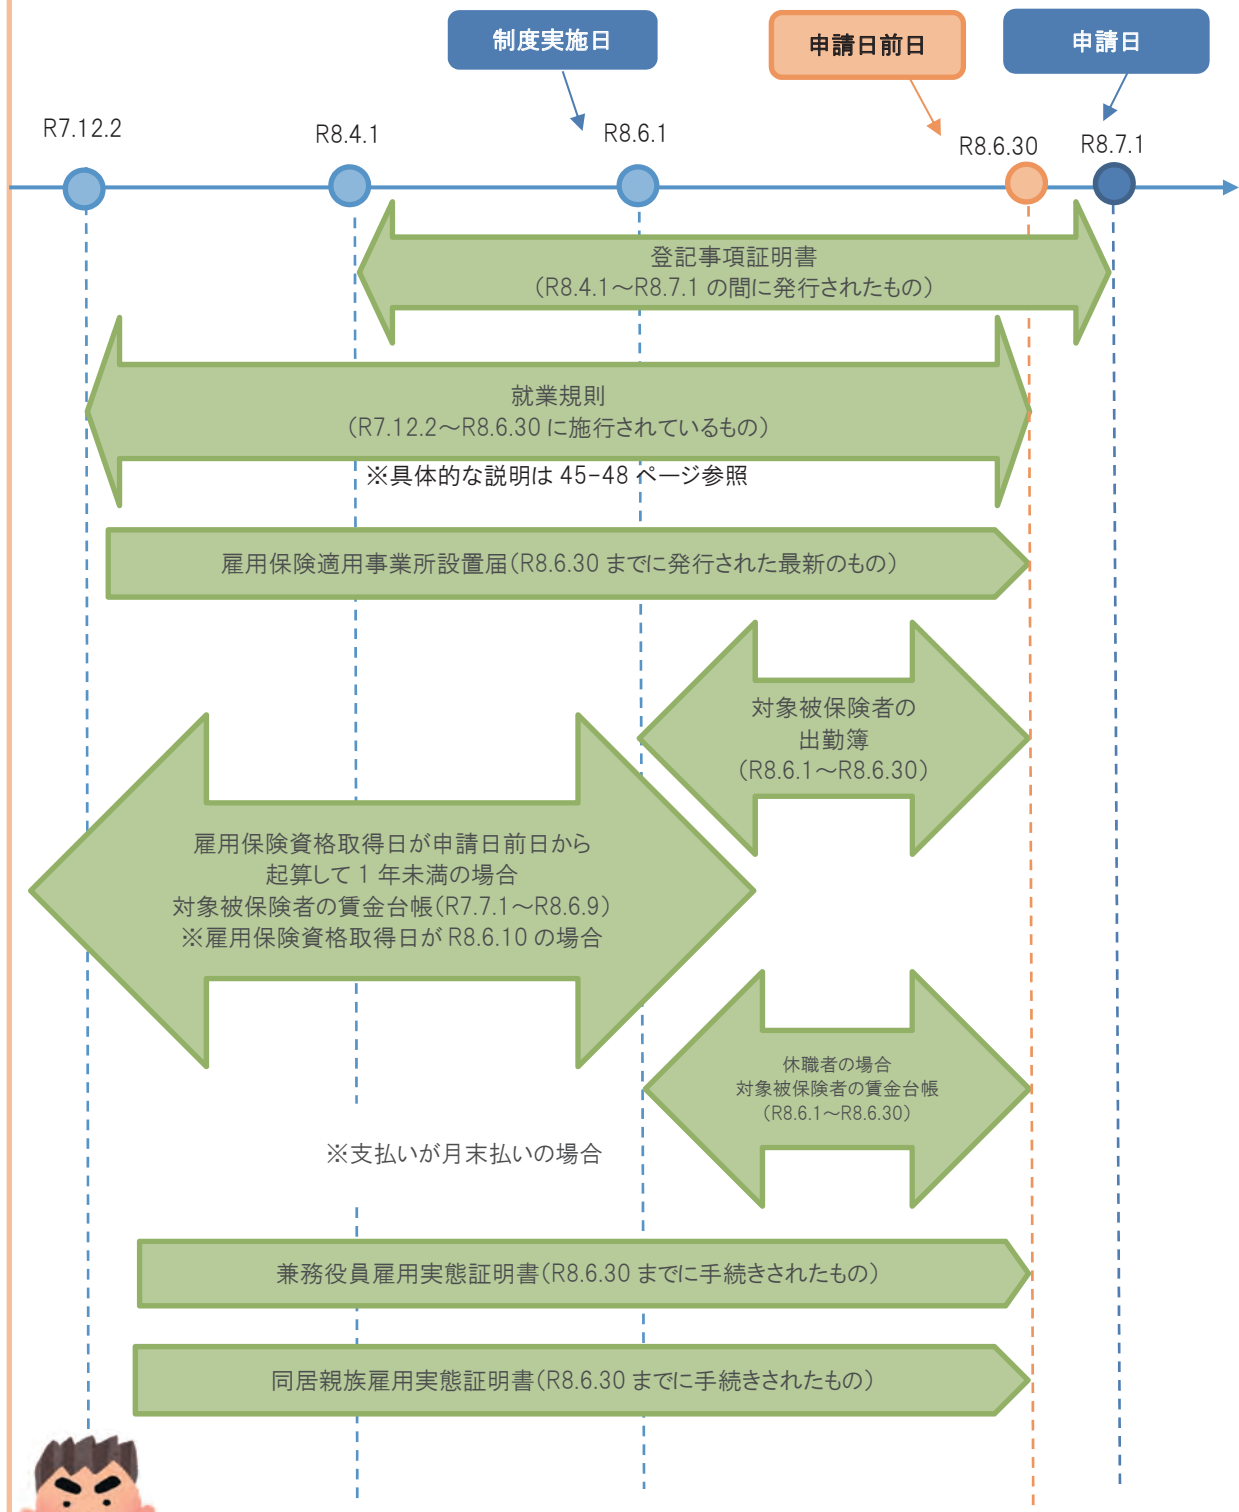 制度実施日
申請日前日
申請日
R7.12.2
R8.4.1
R8.6.1
R8.6.30
R8.7.1
登記事項証明書
（R8.4.1～R8.7.1 の間に発行されたもの）
就業規則
（R7.12.2～R8.6.30 に施行されているもの）
※具体的な説明は 45-48 ページ参照
雇用保険適用事業所設置届（R8.6.30 までに発行された最新のもの）
対象被保険者の
出勤簿
（R8.6.1～R8.6.30）
雇用保険資格取得日が申請日前日から
起算して 1 年未満の場合
対象被保険者の賃金台帳（R7.7.1～R8.6.9）
※雇用保険資格取得日が R8.6.10 の場合
休職者の場合
対象被保険者の賃金台帳
（R8.6.1～R8.6.30）
※支払いが月末払いの場合
兼務役員雇用実態証明書（R8.6.30 までに手続きされたもの）
同居親族雇用実態証明書（R8.6.30 までに手続きされたもの）